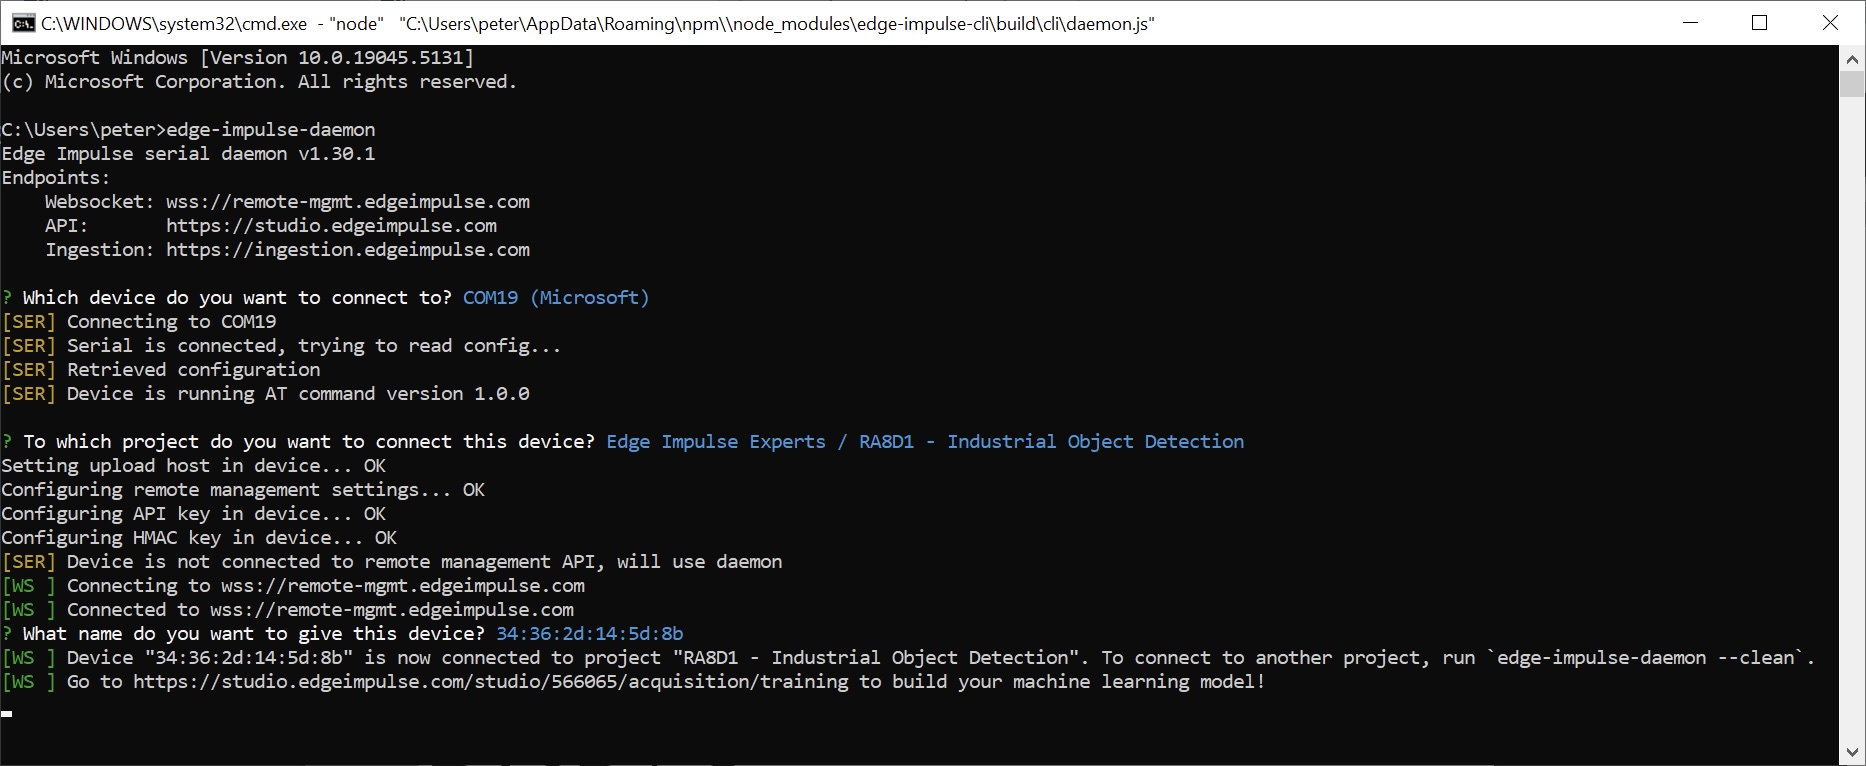 C:\WINDOWS\system32\cmd.exe - "node" "C:\Users\peter\AppData\Roaming\npm\\node_modules\edge-impulse-cli\build\cli\daemon.js"
Microsoft Windows [Version 10.0.19045.5131]
(c) Microsoft Corporation. All rights reserved.
C:\Users\peter>edge-impulse-daemon
Edge Impulse serial daemon v1.30.1
Endpoints:
    Websocket: wss://remote-mgmt.edgeimpulse.com
    API:       https://studio.edgeimpulse.com
    Ingestion: https://ingestion.edgeimpulse.com
? Which device do you want to connect to? COM19 (Microsoft)
[SER] Connecting to COM19
[SER] Serial is connected, trying to read config...
[SER] Retrieved configuration
[SER] Device is running AT command version 1.0.0
? To which project do you want to connect this device? Edge Impulse Experts / RA8D1 - Industrial Object Detection
Setting upload host in device... OK
Configuring remote management settings... OK
Configuring API key in device... OK
Configuring HMAC key in device... OK
[SER] Device is not connected to remote management API, will use daemon
[WS ] Connecting to wss://remote-mgmt.edgeimpulse.com
[WS ] Connected to wss://remote-mgmt.edgeimpulse.com
? What name do you want to give this device? 34:36:2d:14:5d:8b
[WS ] Device "34:36:2d:14:5d:8b" is now connected to project "RA8D1 - Industrial Object Detection". To connect to another project, run `edge-impulse-daemon --clean`.
[WS ] Go to https://studio.edgeimpulse.com/studio/566065/acquisition/training to build your machine learning model!